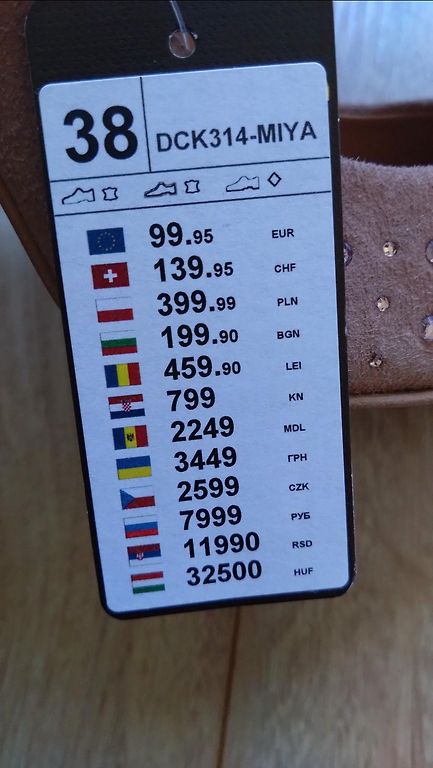 38 DCK314-MIYA
99.95 EUR
139.95 CHF
399.99 PLN
199.90 BGN
459.90 LEI
799 KN
2249 MDL
3449 ГРН
2599 CZK
7999 РУБ
11990 RSD
32500 HUF